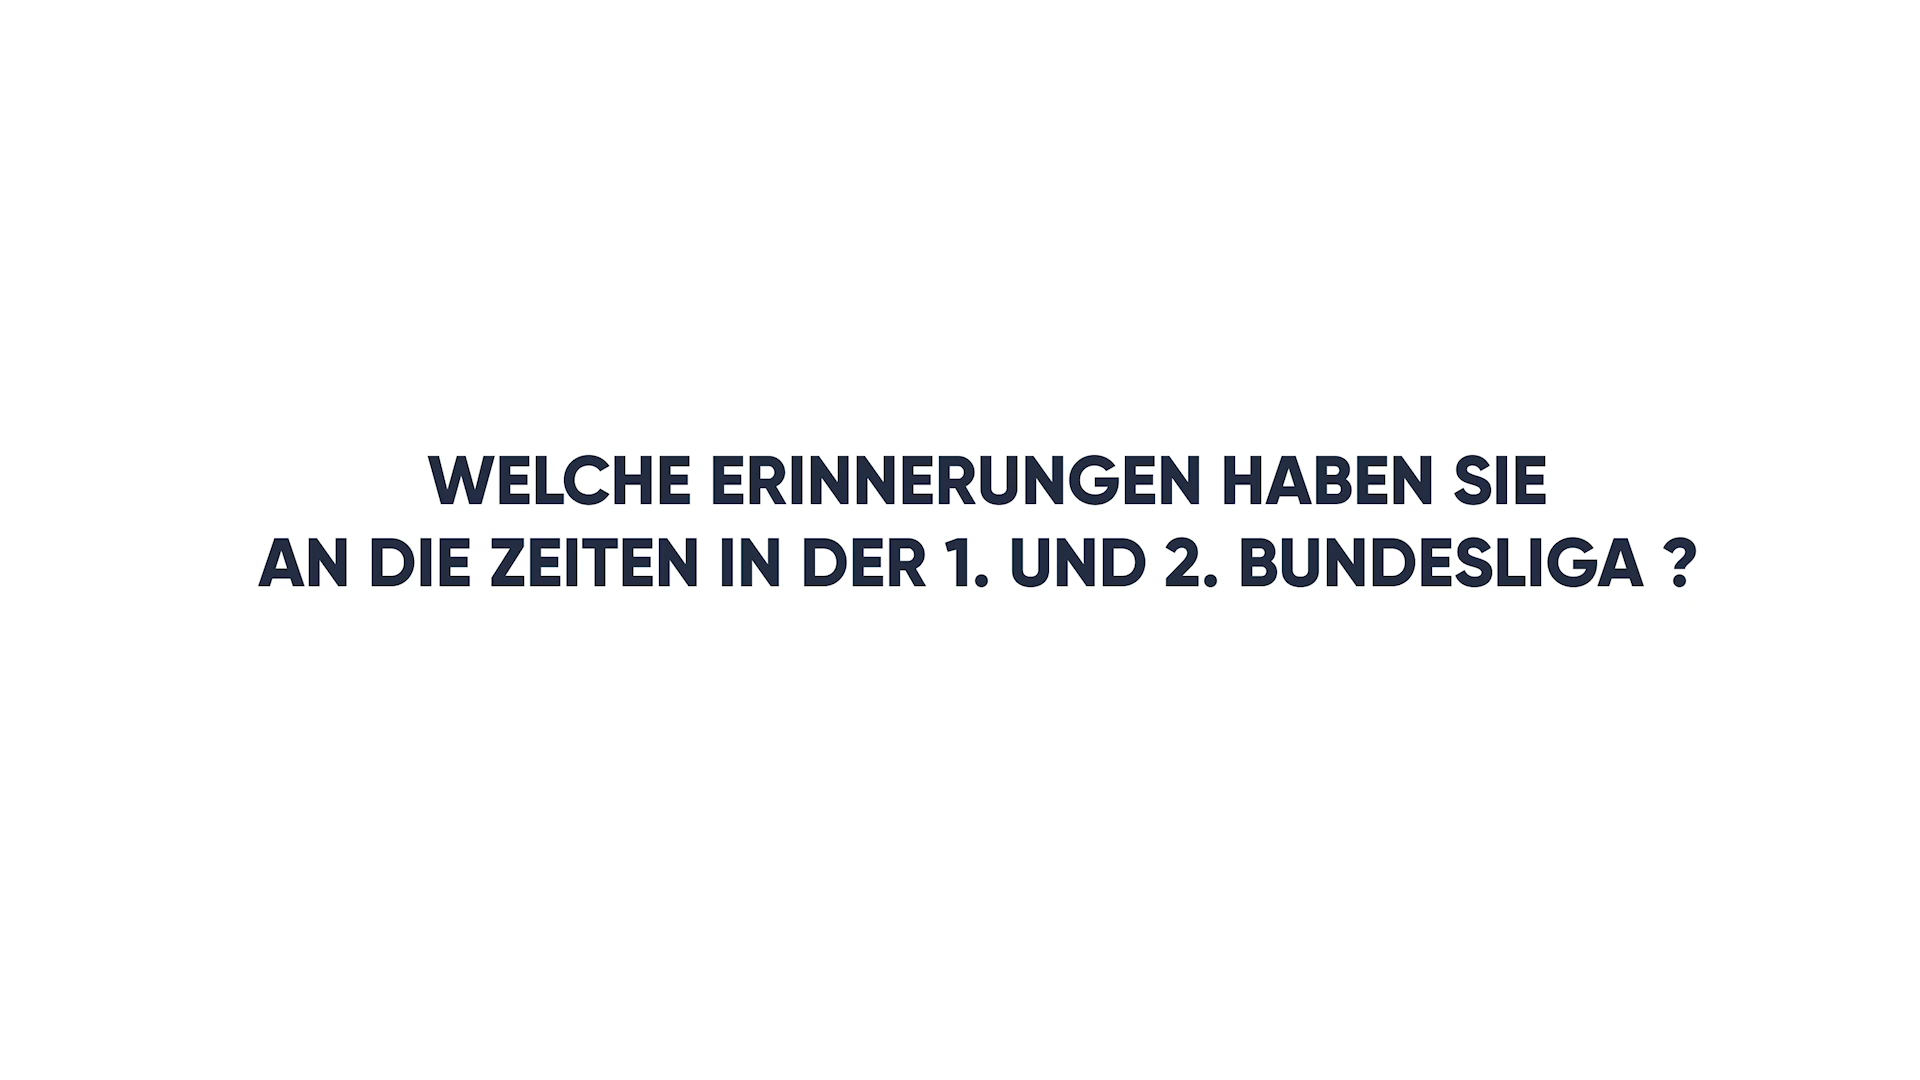 WELCHE ERINNERUNGEN HABEN SIE
AN DIE ZEITEN IN DER 1. UND 2. BUNDESLIGA ?